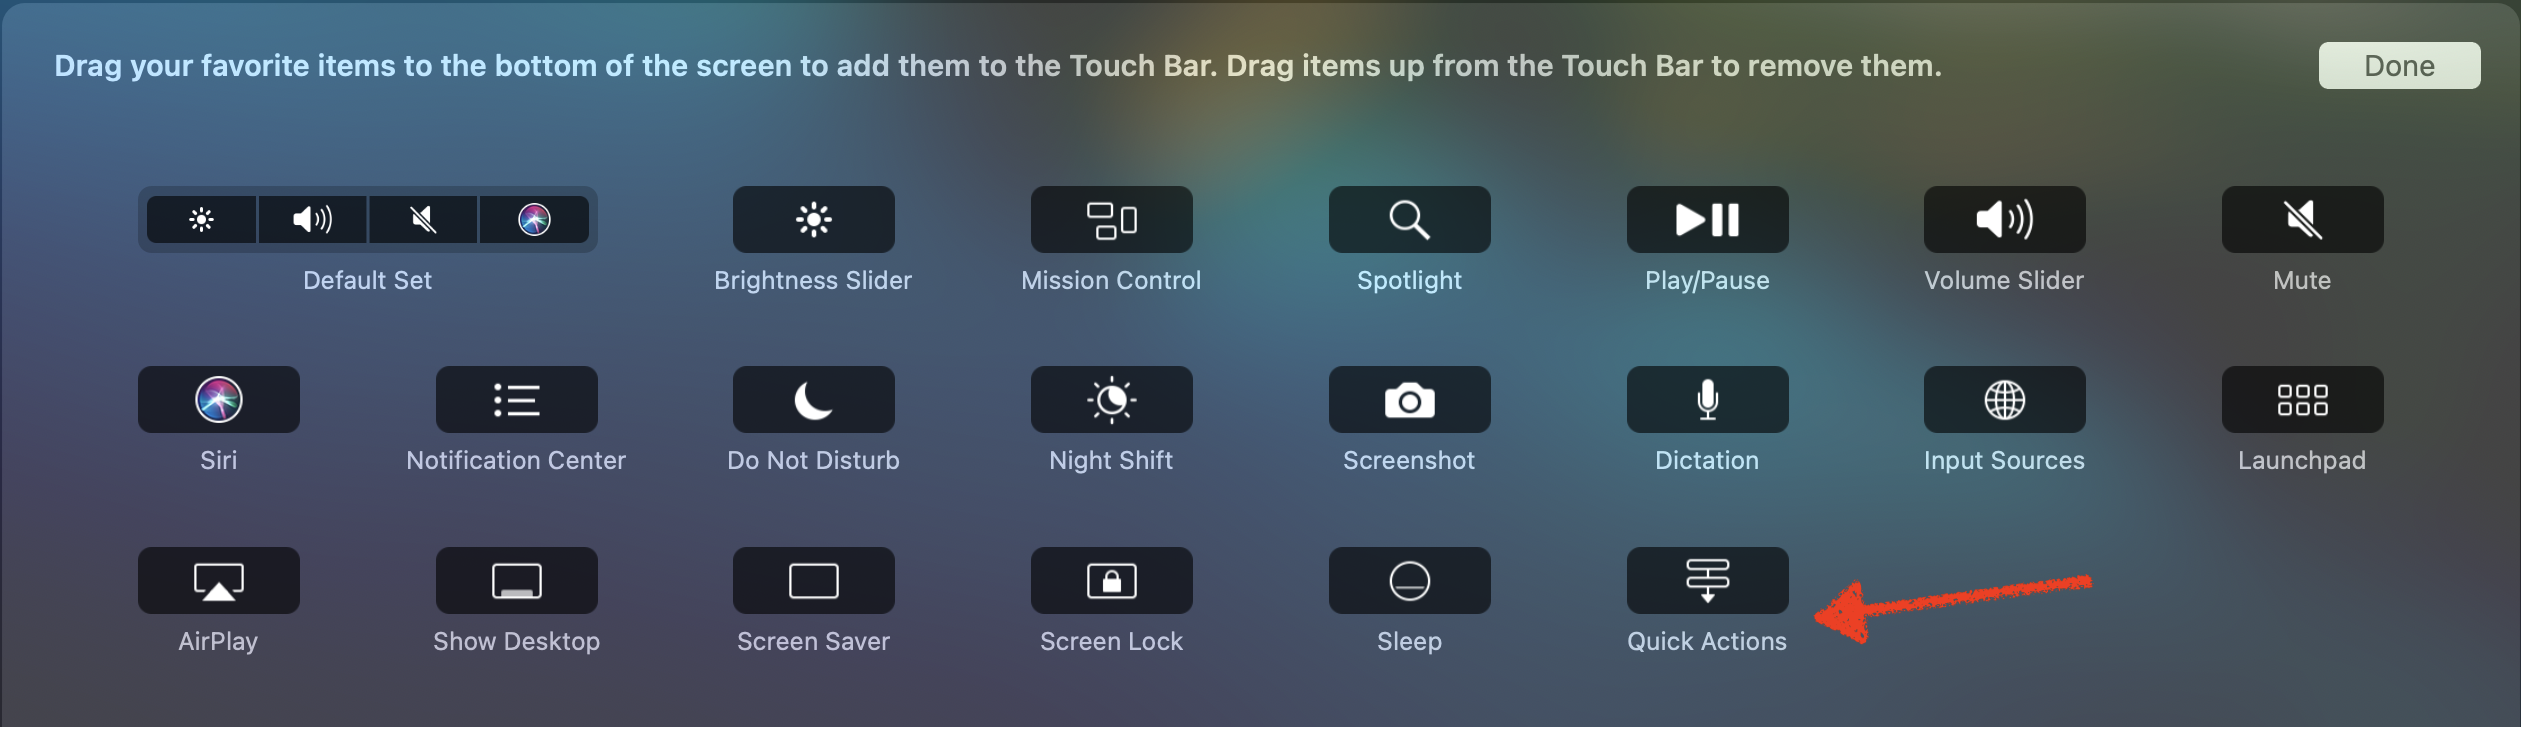 Drag your favorite items to the bottom of the screen to add them to the Touch Bar. Drag items up from the Touch Bar to remove them.
Done
Default Set
Brightness Slider
Mission Control
Spotlight
Play/Pause
Volume Slider
Mute
Siri
Notification Center
Do Not Disturb
Night Shift
Screenshot
Dictation
Input Sources
Launchpad
AirPlay
Show Desktop
Screen Saver
Screen Lock
Sleep
Quick Actions